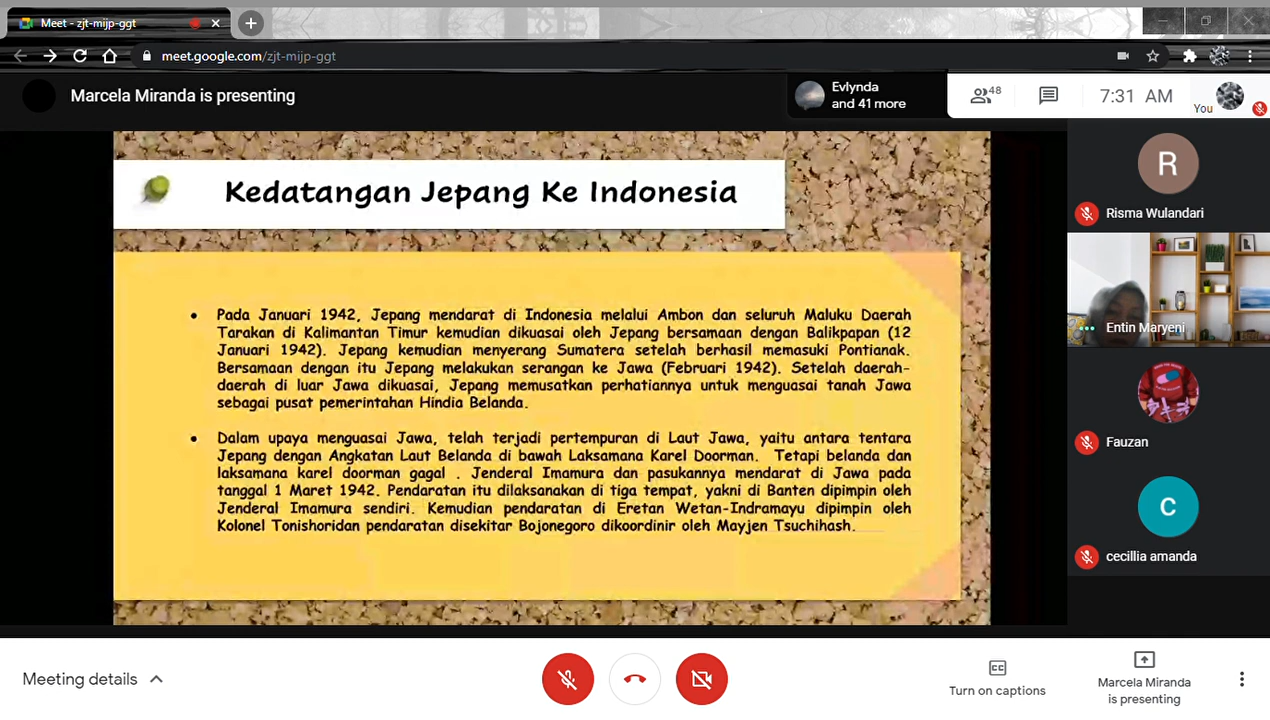 Meet - zjt-mijp-ggt
meet.google.com/zjt-mijp-ggt
Marcela Miranda is presenting
Evlynda
and 41 more
48
7:31 AM
You
Kedatangan Jepang Ke Indonesia
R
Risma Wulandari
Entin Maryeni
Fauzan
C
cecillia amanda
• Pada Januari 1942, Jepang mendarat di Indonesia melalui Ambon dan seluruh Maluku Daerah
Tarakan di Kalimantan Timur kemudian dikuasai oleh Jepang bersamaan dengan Balikpapan (12
Januari 1942). Jepang kemudian menyerang Sumatera setelah berhasil memasuki Pontianak.
Bersamaan dengan itu Jepang melakukan serangan ke Jawa (Februari 1942). Setelah daerah-
daerah di luar Jawa dikuasai, Jepang memusatkan perhatiannya untuk menguasai tanah Jawa
sebagai pusat pemerintahan Hindia Belanda.
• Dalam upaya menguasai Jawa, telah terjadi pertempuran di Laut Jawa, yaitu antara tentara
Jepang dengan Angkatan Laut Belanda di bawah Laksamana Karel Doorman. Tetapi belanda dan
laksamana karel doorman gagal . Jenderal Imamura dan pasukannya mendarat di Jawa pada
tanggal 1 Maret 1942. Pendaratan itu dilaksanakan di tiga tempat, yakni di Banten dipimpin oleh
Jenderal Imamura sendiri. Kemudian pendaratan di Eretan Wetan-Indramayu dipimpin oleh
Kolonel Tonishoridan pendaratan disekitar Bojonegoro dikoordinir oleh Mayjen Tsuchihash.
Meeting details
CC
Turn on captions
Marcela Miranda
is presenting